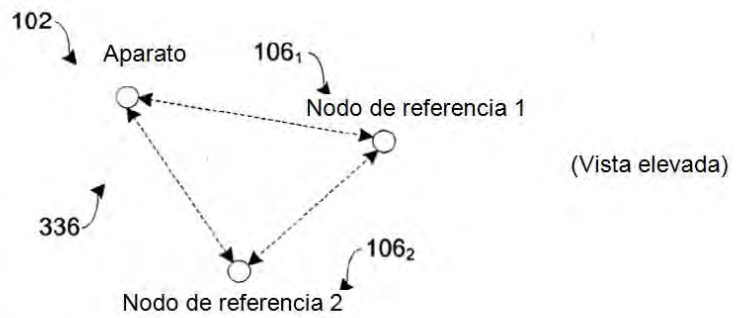 102
Aparato
106₁
Nodo de referencia 1
(Vista elevada)
336
106₂
Nodo de referencia 2